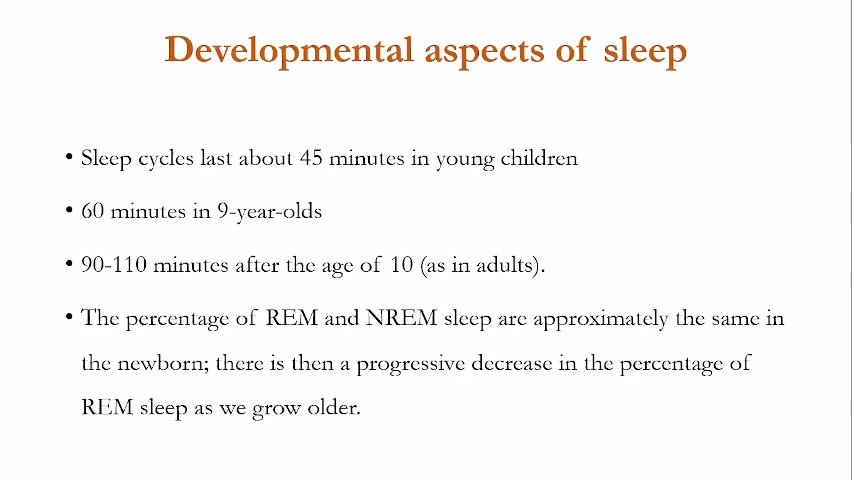 Developmental aspects of sleep
• Sleep cycles last about 45 minutes in young children
• 60 minutes in 9-year-olds
• 90-110 minutes after the age of 10 (as in adults).
• The percentage of REM and NREM sleep are approximately the same in
the newborn; there is then a progressive decrease in the percentage of
REM sleep as we grow older.